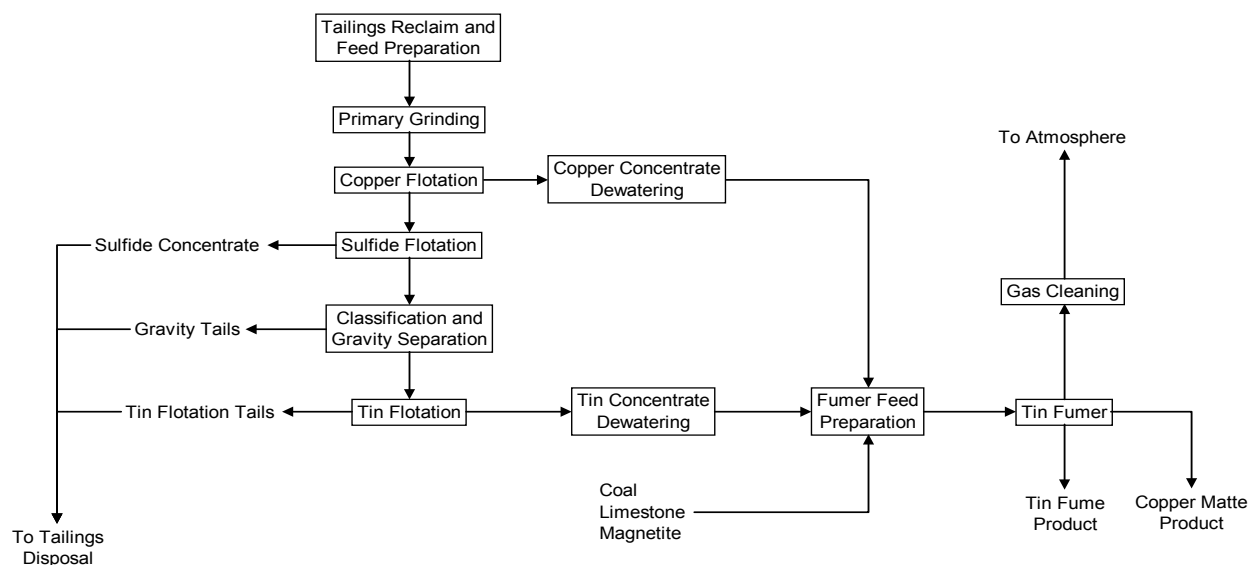 Tailings Reclaim and
Feed Preparation
Primary Grinding
To Atmosphere
Copper Flotation
Copper Concentrate
Dewatering
Sulfide Concentrate
Sulfide Flotation
Gas Cleaning
Gravity Tails
Classification and
Gravity Separation
Tin Flotation Tails
Tin Flotation
Tin Concentrate
Dewatering
Fumer Feed
Preparation
Tin Fumer
Coal
Limestone
Magnetite
Tin Fume
Product
Copper Matte
Product
To Tailings
Disposal